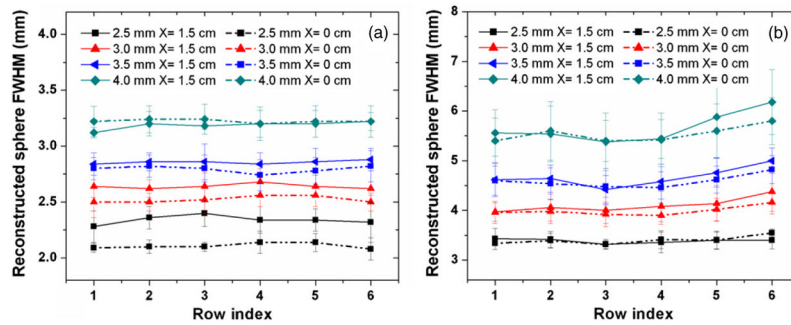 (a)
2.5 mm X= 1.5 cm 2.5 mm X= 0 cm
3.0 mm X= 1.5 cm 3.0 mm X= 0 cm
3.5 mm X= 1.5 cm 3.5 mm X= 0 cm
4.0 mm X= 1.5 cm 4.0 mm X= 0 cm
Reconstructed sphere FWHM (mm)
4.0
3.5
3.0
2.5
2.0
1 2 3 4 5 6
Row index
(b)
2.5 mm X= 1.5 cm 2.5 mm X= 0 cm
3.0 mm X= 1.5 cm 3.0 mm X= 0 cm
3.5 mm X= 1.5 cm 3.5 mm X= 0 cm
4.0 mm X= 1.5 cm 4.0 mm X= 0 cm
Reconstructed sphere FWHM (mm)
8
7
6
5
4
3
1 2 3 4 5 6
Row index